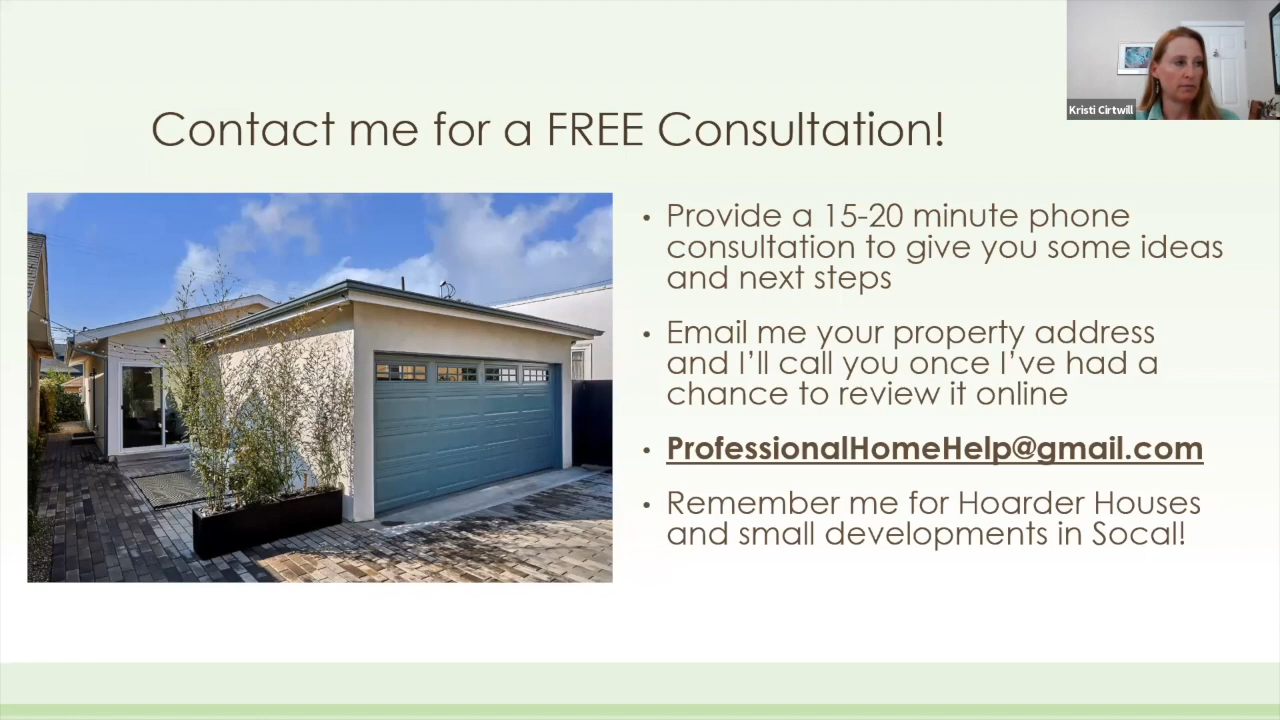 Kristi Cirtwill
Contact me for a FREE Consultation!
• Provide a 15-20 minute phone
consultation to give you some ideas
and next steps
• Email me your property address
and I’ll call you once I’ve had a
chance to review it online
• ProfessionalHomeHelp@gmail.com
• Remember me for Hoarder Houses
and small developments in Socal!